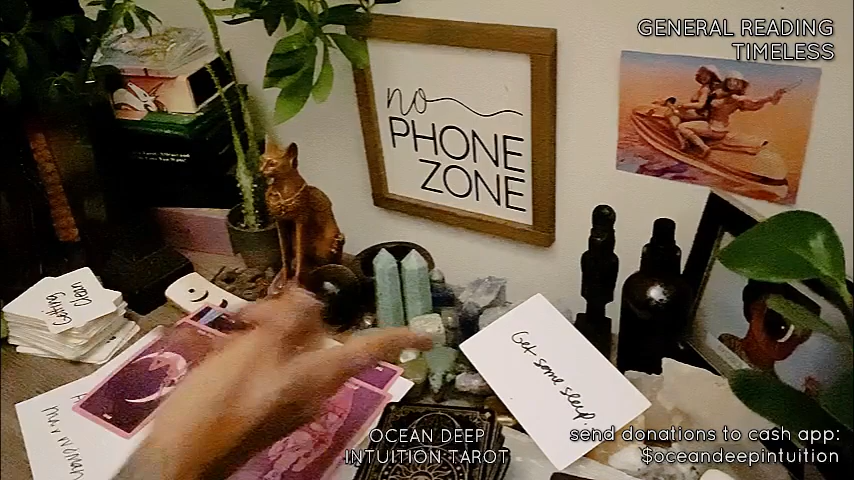 GENERAL READING
TIMELESS
no
PHONE
ZONE
Getting
Clean
Get some sleep.
OCEAN DEEP
INTUITION TAROT
send donations to cash app:
$oceandeepintuition